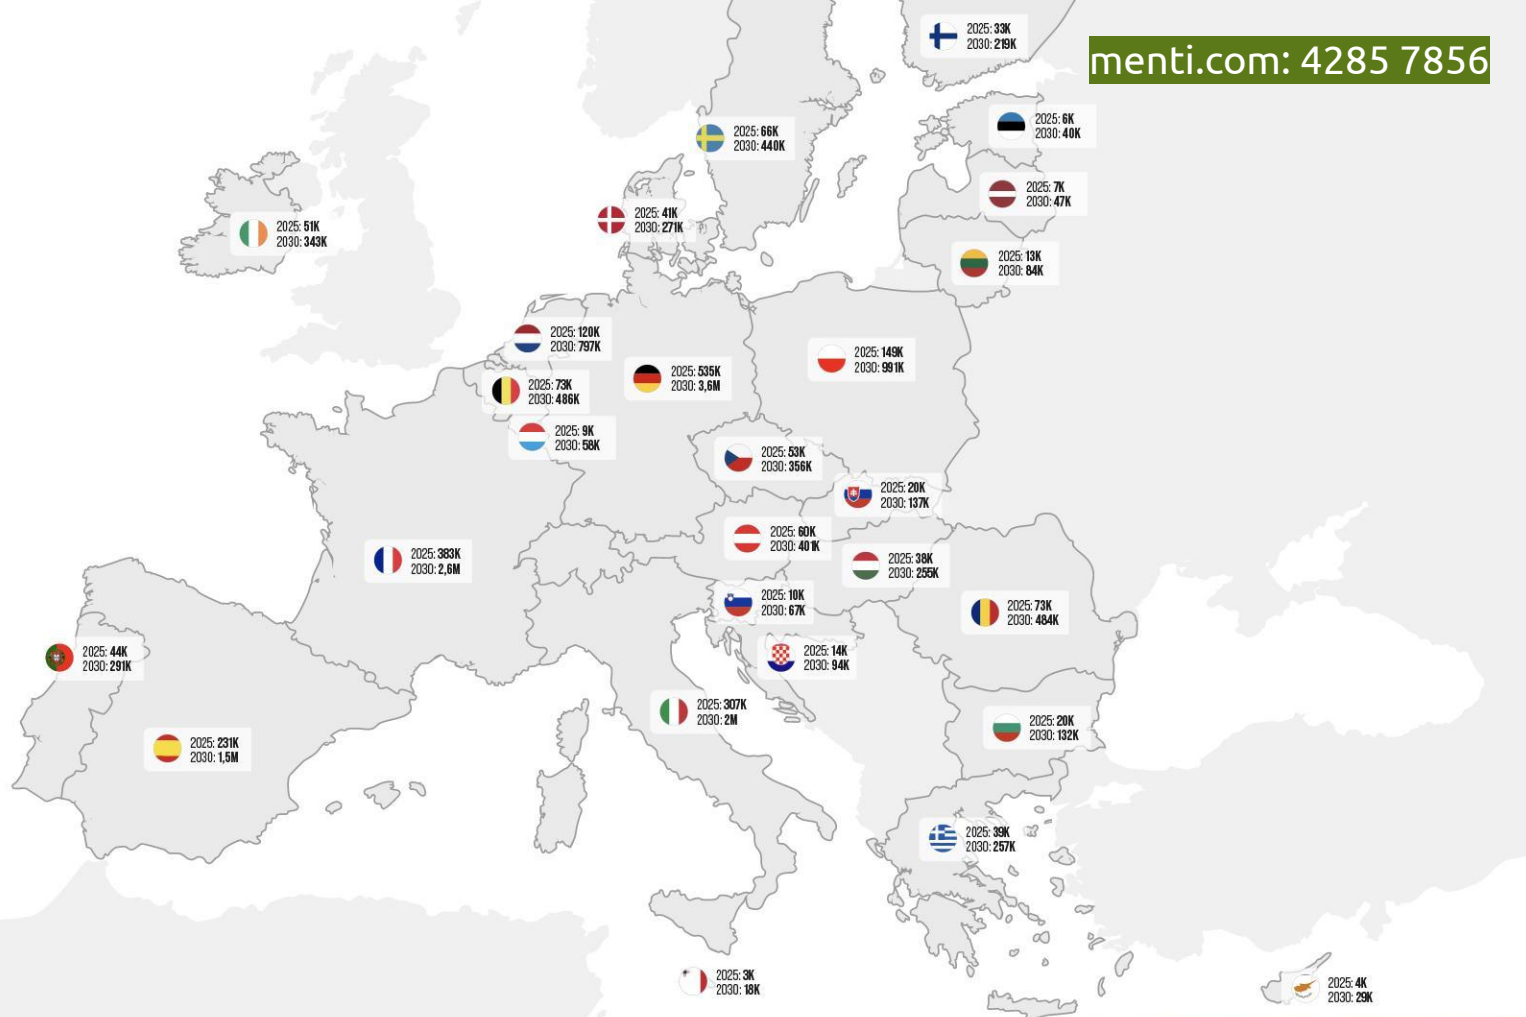 2025: 33K
2030: 219K
menti.com: 4285 7856
2025: 6K
2030: 40K
2025: 66K
2030: 440K
2025: 7K
2030: 47K
2025: 51K
2030: 343K
2025: 41K
2030: 271K
2025: 13K
2030: 84K
2025: 120K
2030: 797K
2025: 149K
2030: 991K
2025: 535K
2030: 3,6M
2025: 73K
2030: 486K
2025: 9K
2030: 58K
2025: 53K
2030: 356K
2025: 20K
2030: 137K
2025: 60K
2030: 401K
2025: 383K
2030: 2,6M
2025: 38K
2030: 255K
2025: 10K
2030: 67K
2025: 73K
2030: 484K
2025: 44K
2030: 291K
2025: 14K
2030: 94K
2025: 307K
2030: 2M
2025: 20K
2030: 132K
2025: 231K
2030: 1,5M
2025: 39K
2030: 257K
2025: 3K
2030: 18K
2025: 4K
2030: 29K